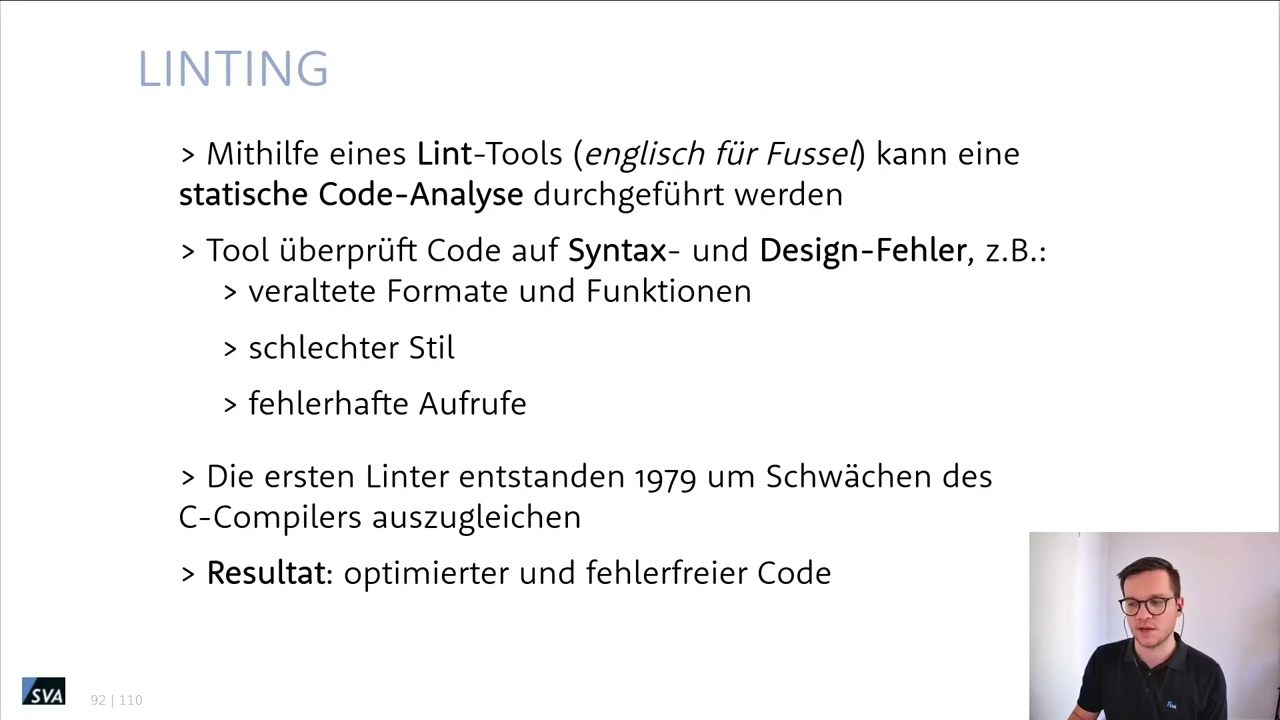 LINTING
> Mithilfe eines Lint-Tools (englisch für Fussel) kann eine
statische Code-Analyse durchgeführt werden
> Tool überprüft Code auf Syntax- und Design-Fehler, z.B.:
> veraltete Formate und Funktionen
> schlechter Stil
> fehlerhafte Aufrufe
> Die ersten Linter entstanden 1979 um Schwächen des
C-Compilers auszugleichen
> Resultat: optimierter und fehlerfreier Code
SVA
92 | 110